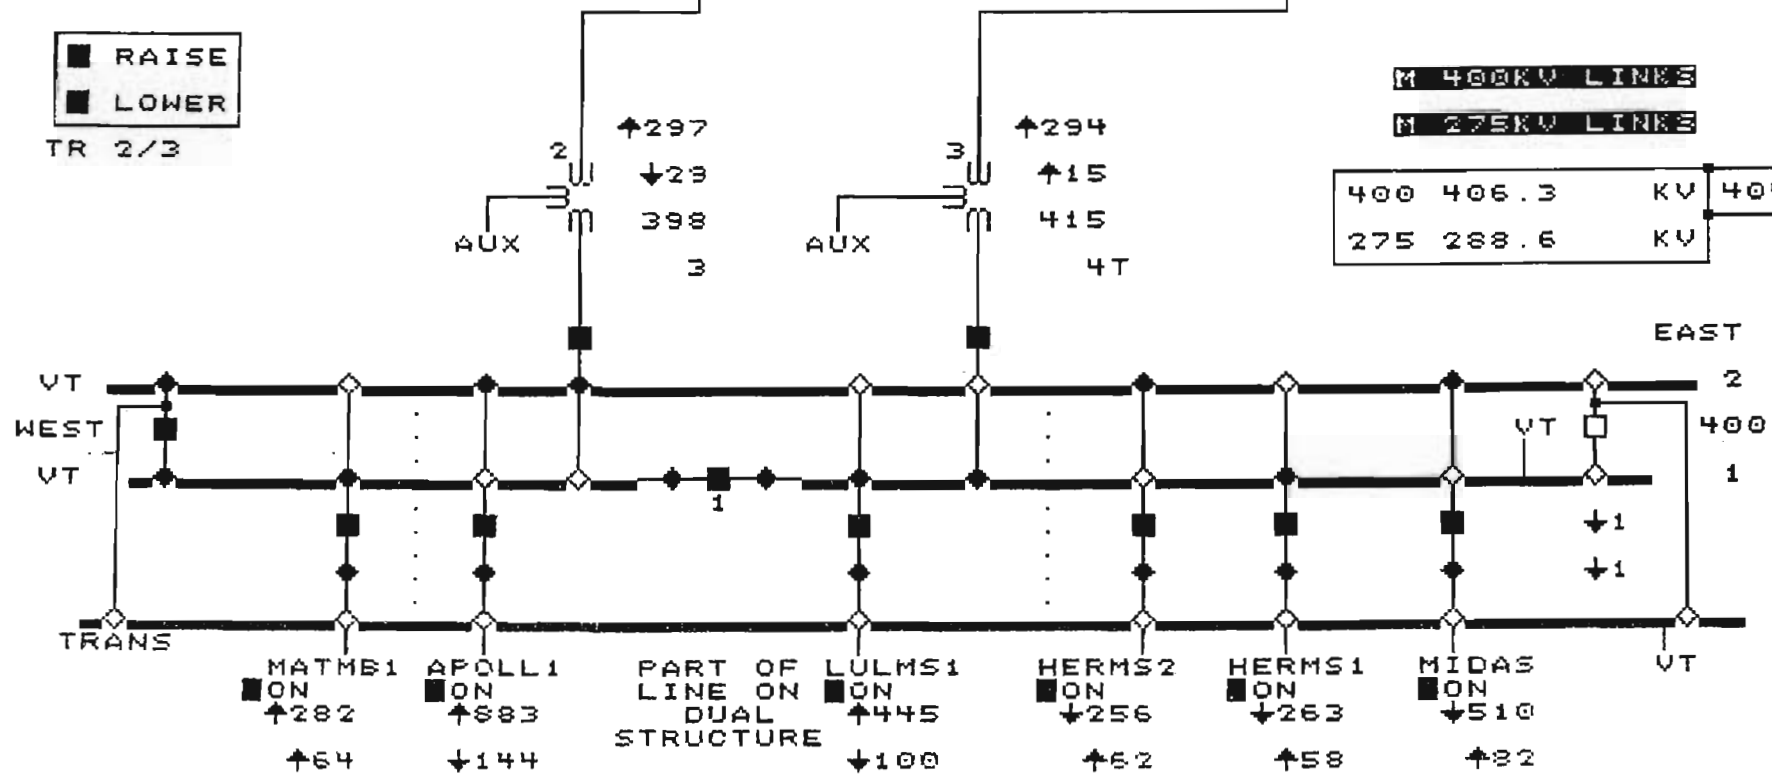 RAISE
LOWER
TR 2/3
2
↑297
↓29
398
3
AUX
3
↑294
↑15
415
4T
AUX
M 400KV LINKS
M 275KV LINKS
400 406.3 KV
275 288.6 KV
EAST
VT
2
WEST
VT
400
VT
1
1
↓1
↓1
TRANS
VT
MATMB1
ON
↑282
↑64
APOLL1
ON
↑883
↓144
PART OF
LINE ON
DUAL
STRUCTURE
LULMS1
ON
↑445
↓100
HERMS2
ON
↓256
↑62
HERMS1
ON
↓263
↑58
MIDAS
ON
↓510
↑92